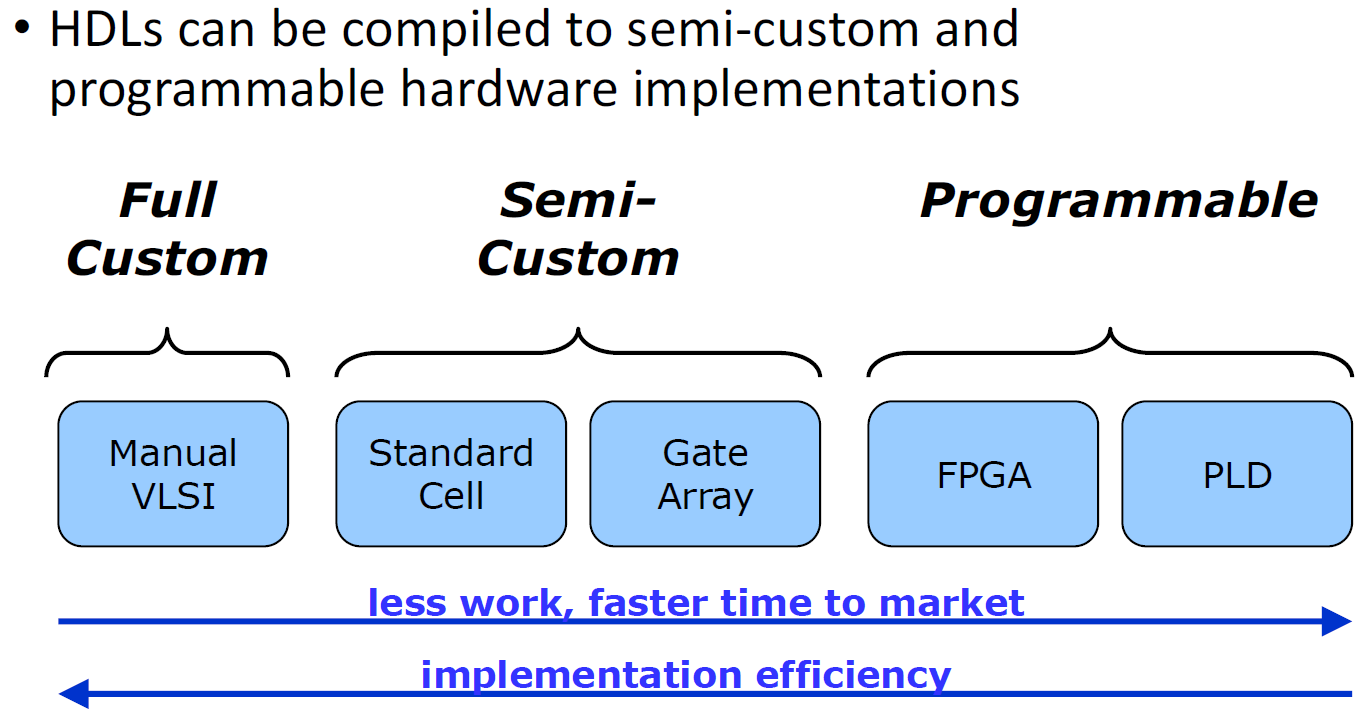 • HDLs can be compiled to semi-custom and
programmable hardware implementations
Full
Custom
Semi-
Custom
Programmable
Manual
VLSI
Standard
Cell
Gate
Array
FPGA
PLD
less work, faster time to market
implementation efficiency